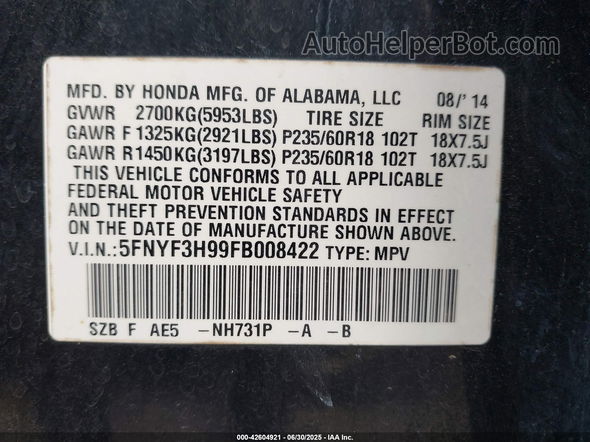 AutoHelperBot.com
MFD. BY HONDA MFG. OF ALABAMA, LLC 08/' 14
GVWR 2700KG(5953LBS) TIRE SIZE RIM SIZE
GAWR F 1325KG(2921LBS) P235/60R18 102T 18X7.5J
GAWR R 1450KG(3197LBS) P235/60R18 102T 18X7.5J
THIS VEHICLE CONFORMS TO ALL APPLICABLE
FEDERAL MOTOR VEHICLE SAFETY
AND THEFT PREVENTION STANDARDS IN EFFECT
ON THE DATE OF MANUFACTURE SHOWN ABOVE.
V.I.N.:5FNYF3H99FB008422 TYPE: MPV
SZB F AE5 -NH731P -A -B
000-42604921 - 06/30/2025 - IAA Inc.